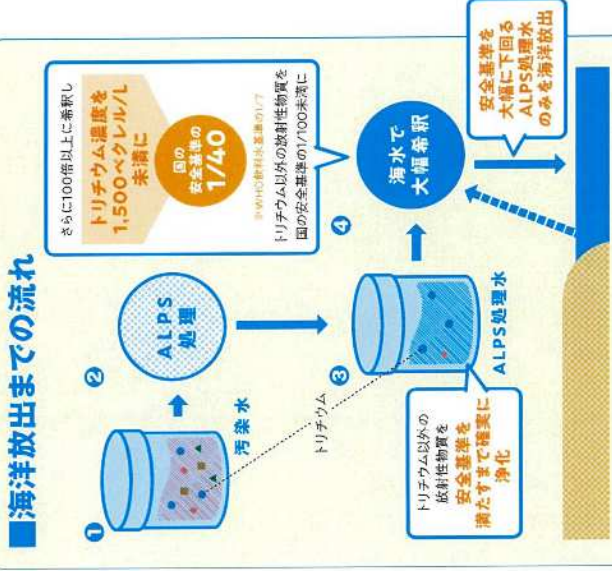 ■海洋放出までの流れ
❶
汚染水
❷
ALPS
処理
トリチウム
❸
ALPS処理水
トリチウム以外の
放射性物質を
安全基準を
満たすまで確実に
浄化
❹
海水で
大幅希釈
さらに100倍以上に希釈し
トリチウム濃度を
1,500ベクレル/L
未満に
国の
安全基準の
1/40
※WHO飲料水基準の1/7
トリチウム以外の放射性物質を
国の安全基準の1/100未満に
安全基準を
大幅に下回る
ALPS処理水
のみを海洋放出